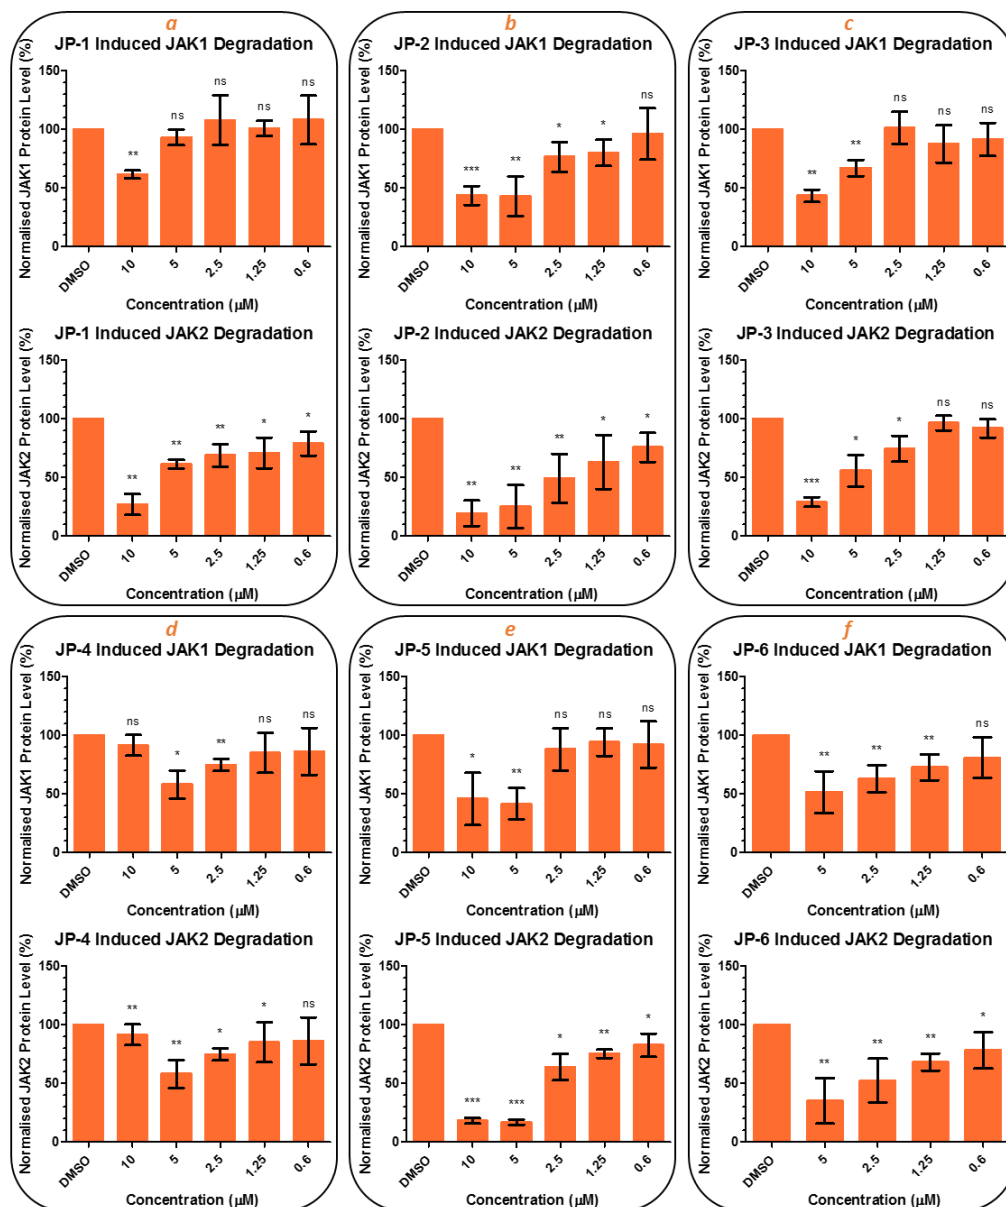 a
JP-1 Induced JAK1 Degradation
Normalised JAK1 Protein Level (%)
150
100
50
0
** ns ns ns ns
DMSO 10 5 2.5 1.25 0.6
Concentration (μM)
JP-1 Induced JAK2 Degradation
Normalised JAK2 Protein Level (%)
150
100
50
0
** ** ** * *
DMSO 10 5 2.5 1.25 0.6
Concentration (μM)
b
JP-2 Induced JAK1 Degradation
Normalised JAK1 Protein Level (%)
150
100
50
0
*** ** * * ns
DMSO 10 5 2.5 1.25 0.6
Concentration (μM)
JP-2 Induced JAK2 Degradation
Normalised JAK2 Protein Level (%)
150
100
50
0
** ** ** * *
DMSO 10 5 2.5 1.25 0.6
Concentration (μM)
c
JP-3 Induced JAK1 Degradation
Normalised JAK1 Protein Level (%)
150
100
50
0
** ** ns ns ns
DMSO 10 5 2.5 1.25 0.6
Concentration (μM)
JP-3 Induced JAK2 Degradation
Normalised JAK2 Protein Level (%)
150
100
50
0
*** * * ns ns
DMSO 10 5 2.5 1.25 0.6
Concentration (μM)
d
JP-4 Induced JAK1 Degradation
Normalised JAK1 Protein Level (%)
150
100
50
0
ns * ** ns ns
DMSO 10 5 2.5 1.25 0.6
Concentration (μM)
JP-4 Induced JAK2 Degradation
Normalised JAK2 Protein Level (%)
150
100
50
0
** ** * * ns
DMSO 10 5 2.5 1.25 0.6
Concentration (μM)
e
JP-5 Induced JAK1 Degradation
Normalised JAK1 Protein Level (%)
150
100
50
0
* ** ns ns ns
DMSO 10 5 2.5 1.25 0.6
Concentration (μM)
JP-5 Induced JAK2 Degradation
Normalised JAK2 Protein Level (%)
150
100
50
0
*** *** * ** *
DMSO 10 5 2.5 1.25 0.6
Concentration (μM)
f
JP-6 Induced JAK1 Degradation
Normalised JAK1 Protein Level (%)
150
100
50
0
** ** ** ns
DMSO 5 2.5 1.25 0.6
Concentration (μM)
JP-6 Induced JAK2 Degradation
Normalised JAK2 Protein Level (%)
150
100
50
0
** ** ** *
DMSO 5 2.5 1.25 0.6
Concentration (μM)